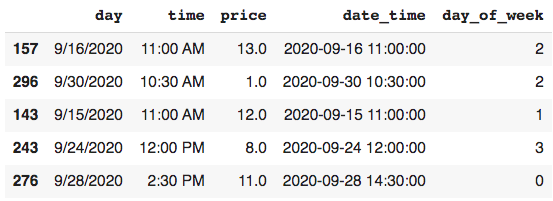 day time price date_time day_of_week
157 9/16/2020 11:00 AM 13.0 2020-09-16 11:00:00 2
296 9/30/2020 10:30 AM 1.0 2020-09-30 10:30:00 2
143 9/15/2020 11:00 AM 12.0 2020-09-15 11:00:00 1
243 9/24/2020 12:00 PM 8.0 2020-09-24 12:00:00 3
276 9/28/2020 2:30 PM 11.0 2020-09-28 14:30:00 0